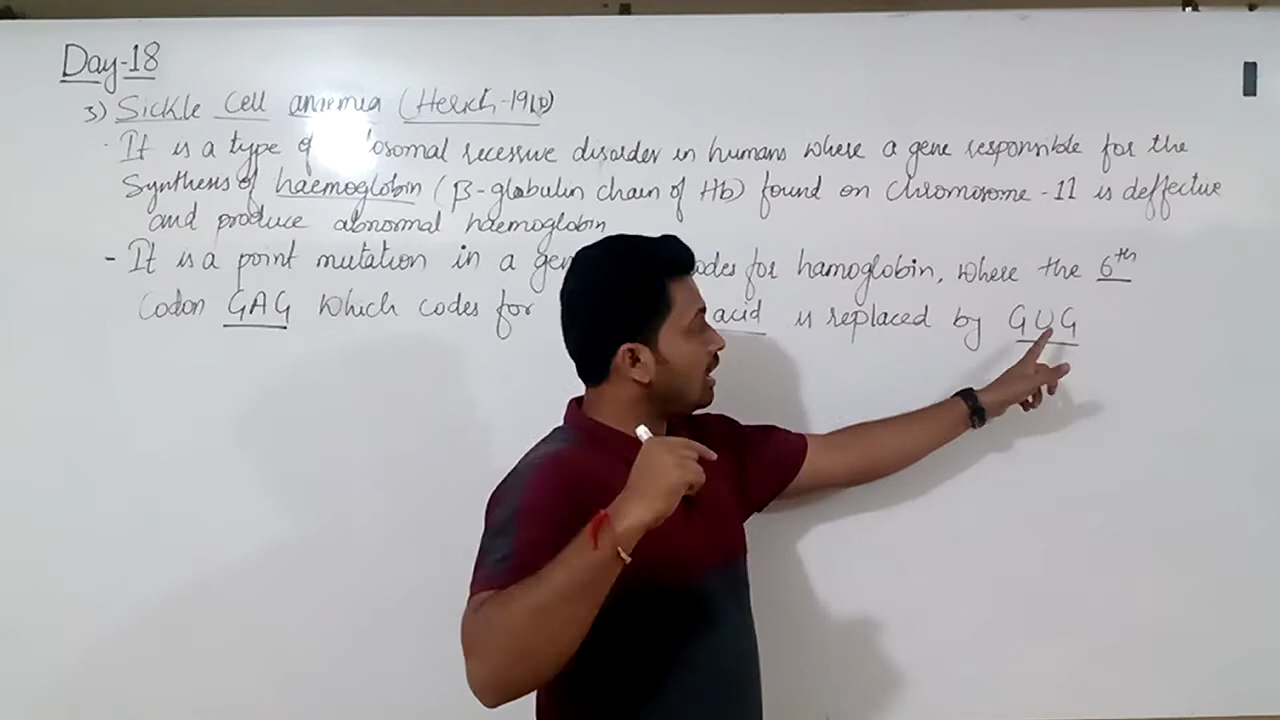 Day-18
3) Sickle cell anemia (Herick-1910)
- It is a type of osomal recessive disorder in humans where a gene responsible for the
Synthesis of haemoglobin (β-globulin chain of Hb) found on Chromosome -11 is deffective
and produce abnormal haemoglobin
- It is a point mutation in a gen odes for hamoglobin, where the 6th
Codon GAG which codes for acid is replaced by GUG